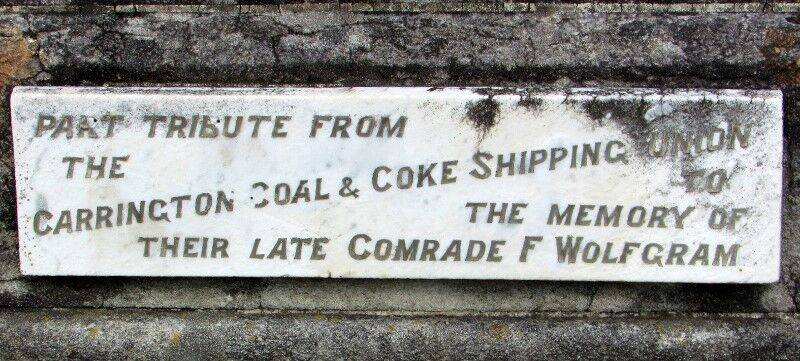 PART TRIBUTE FROM
THE
CARRINGTON COAL & COKE SHIPPING UNION
TO
THE MEMORY OF
THEIR LATE COMRADE F WOLFGRAM